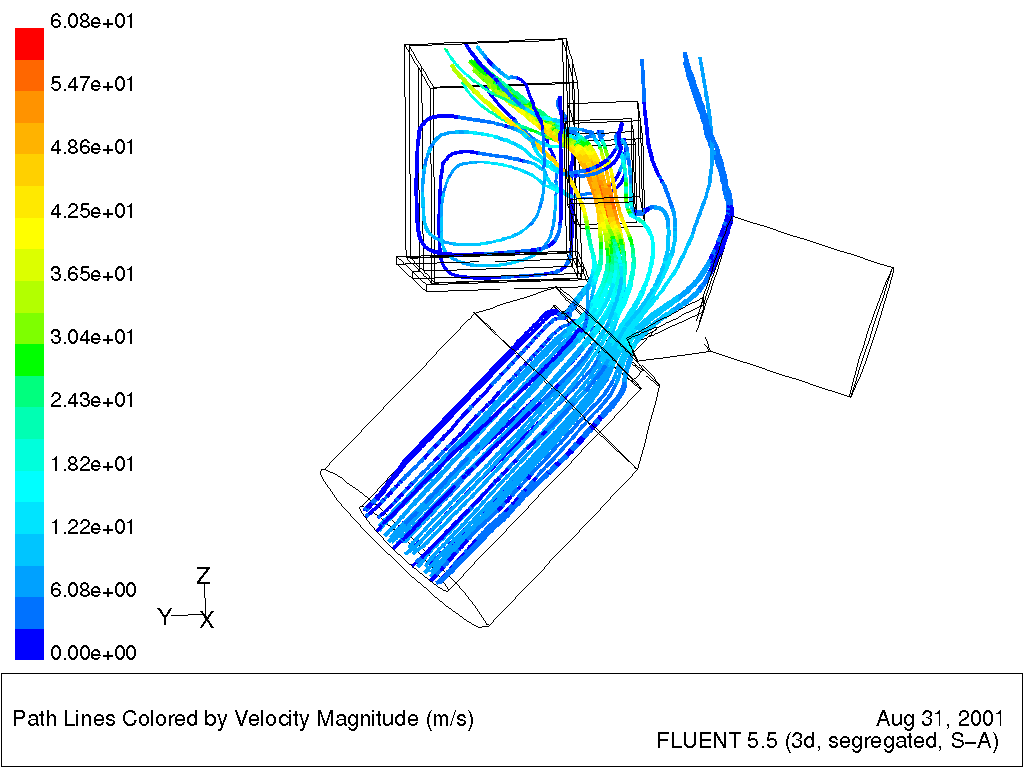 6.08e+01
5.47e+01
4.86e+01
4.25e+01
3.65e+01
3.04e+01
2.43e+01
1.82e+01
1.22e+01
6.08e+00
0.00e+00
Z
Y
X
Path Lines Colored by Velocity Magnitude (m/s)
Aug 31, 2001
FLUENT 5.5 (3d, segregated, S-A)